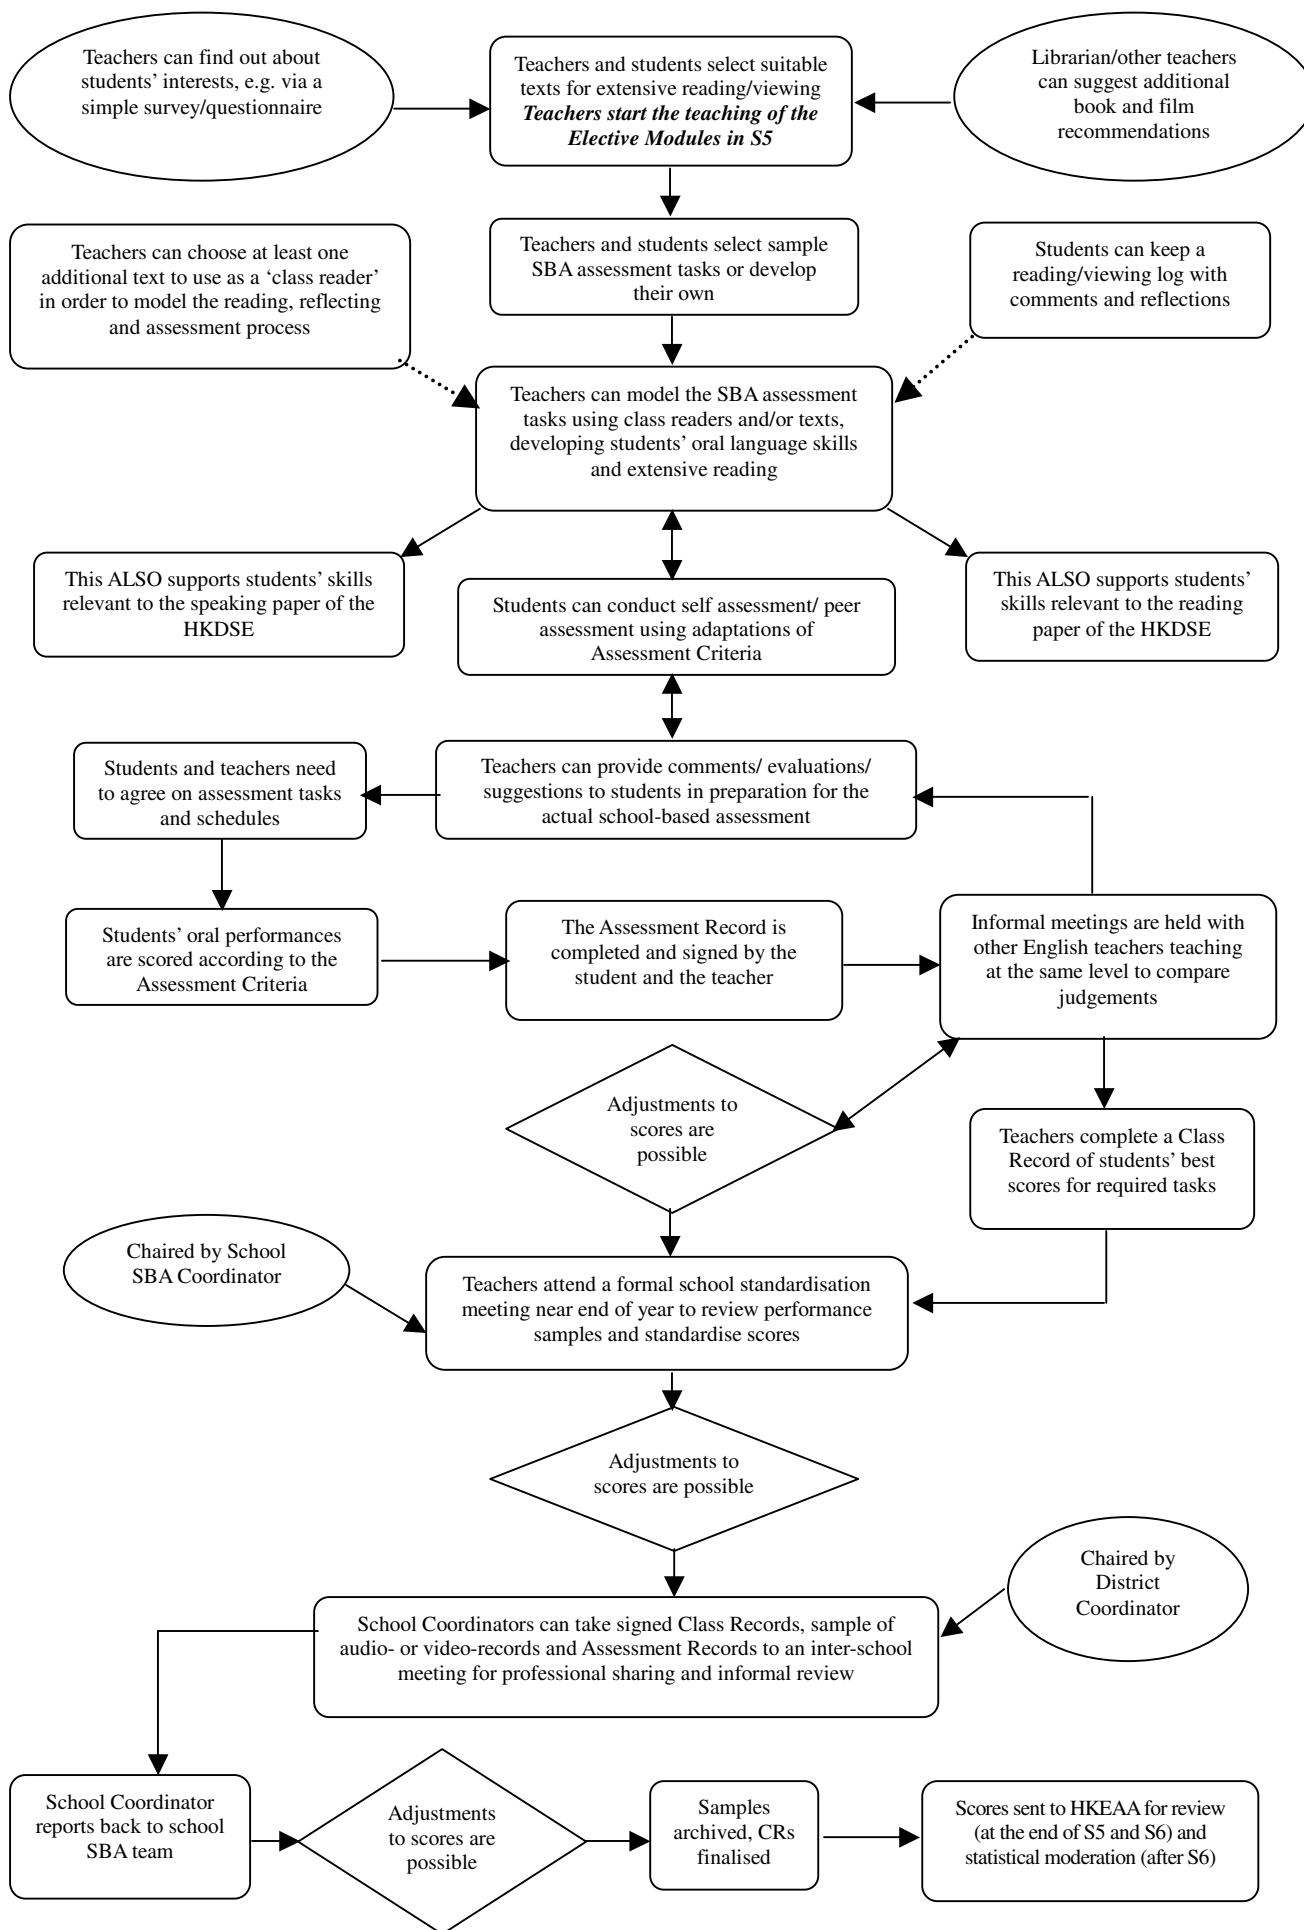 Teachers can find out about
students' interests, e.g. via a
simple survey/questionnaire
Teachers and students select suitable
texts for extensive reading/viewing
Teachers start the teaching of the
Elective Modules in S5
Librarian/other teachers
can suggest additional
book and film
recommendations
Teachers can choose at least one
additional text to use as a ‘class reader’
in order to model the reading, reflecting
and assessment process
Teachers and students select sample
SBA assessment tasks or develop
their own
Students can keep a
reading/viewing log with
comments and reflections
Teachers can model the SBA assessment
tasks using class readers and/or texts,
developing students’ oral language skills
and extensive reading
This ALSO supports students’ skills
relevant to the speaking paper of the
HKDSE
Students can conduct self assessment/ peer
assessment using adaptations of
Assessment Criteria
This ALSO supports students’
skills relevant to the reading
paper of the HKDSE
Students and teachers need
to agree on assessment tasks
and schedules
Teachers can provide comments/ evaluations/
suggestions to students in preparation for the
actual school-based assessment
Students’ oral performances
are scored according to the
Assessment Criteria
The Assessment Record is
completed and signed by the
student and the teacher
Informal meetings are held with
other English teachers teaching
at the same level to compare
judgements
Adjustments to
scores are
possible
Teachers complete a Class
Record of students’ best
scores for required tasks
Chaired by School
SBA Coordinator
Teachers attend a formal school standardisation
meeting near end of year to review performance
samples and standardise scores
Adjustments to
scores are possible
Chaired by
District
Coordinator
School Coordinators can take signed Class Records, sample of
audio- or video-records and Assessment Records to an inter-school
meeting for professional sharing and informal review
School Coordinator
reports back to school
SBA team
Adjustments
to scores are
possible
Samples
archived, CRs
finalised
Scores sent to HKEAA for review
(at the end of S5 and S6) and
statistical moderation (after S6)